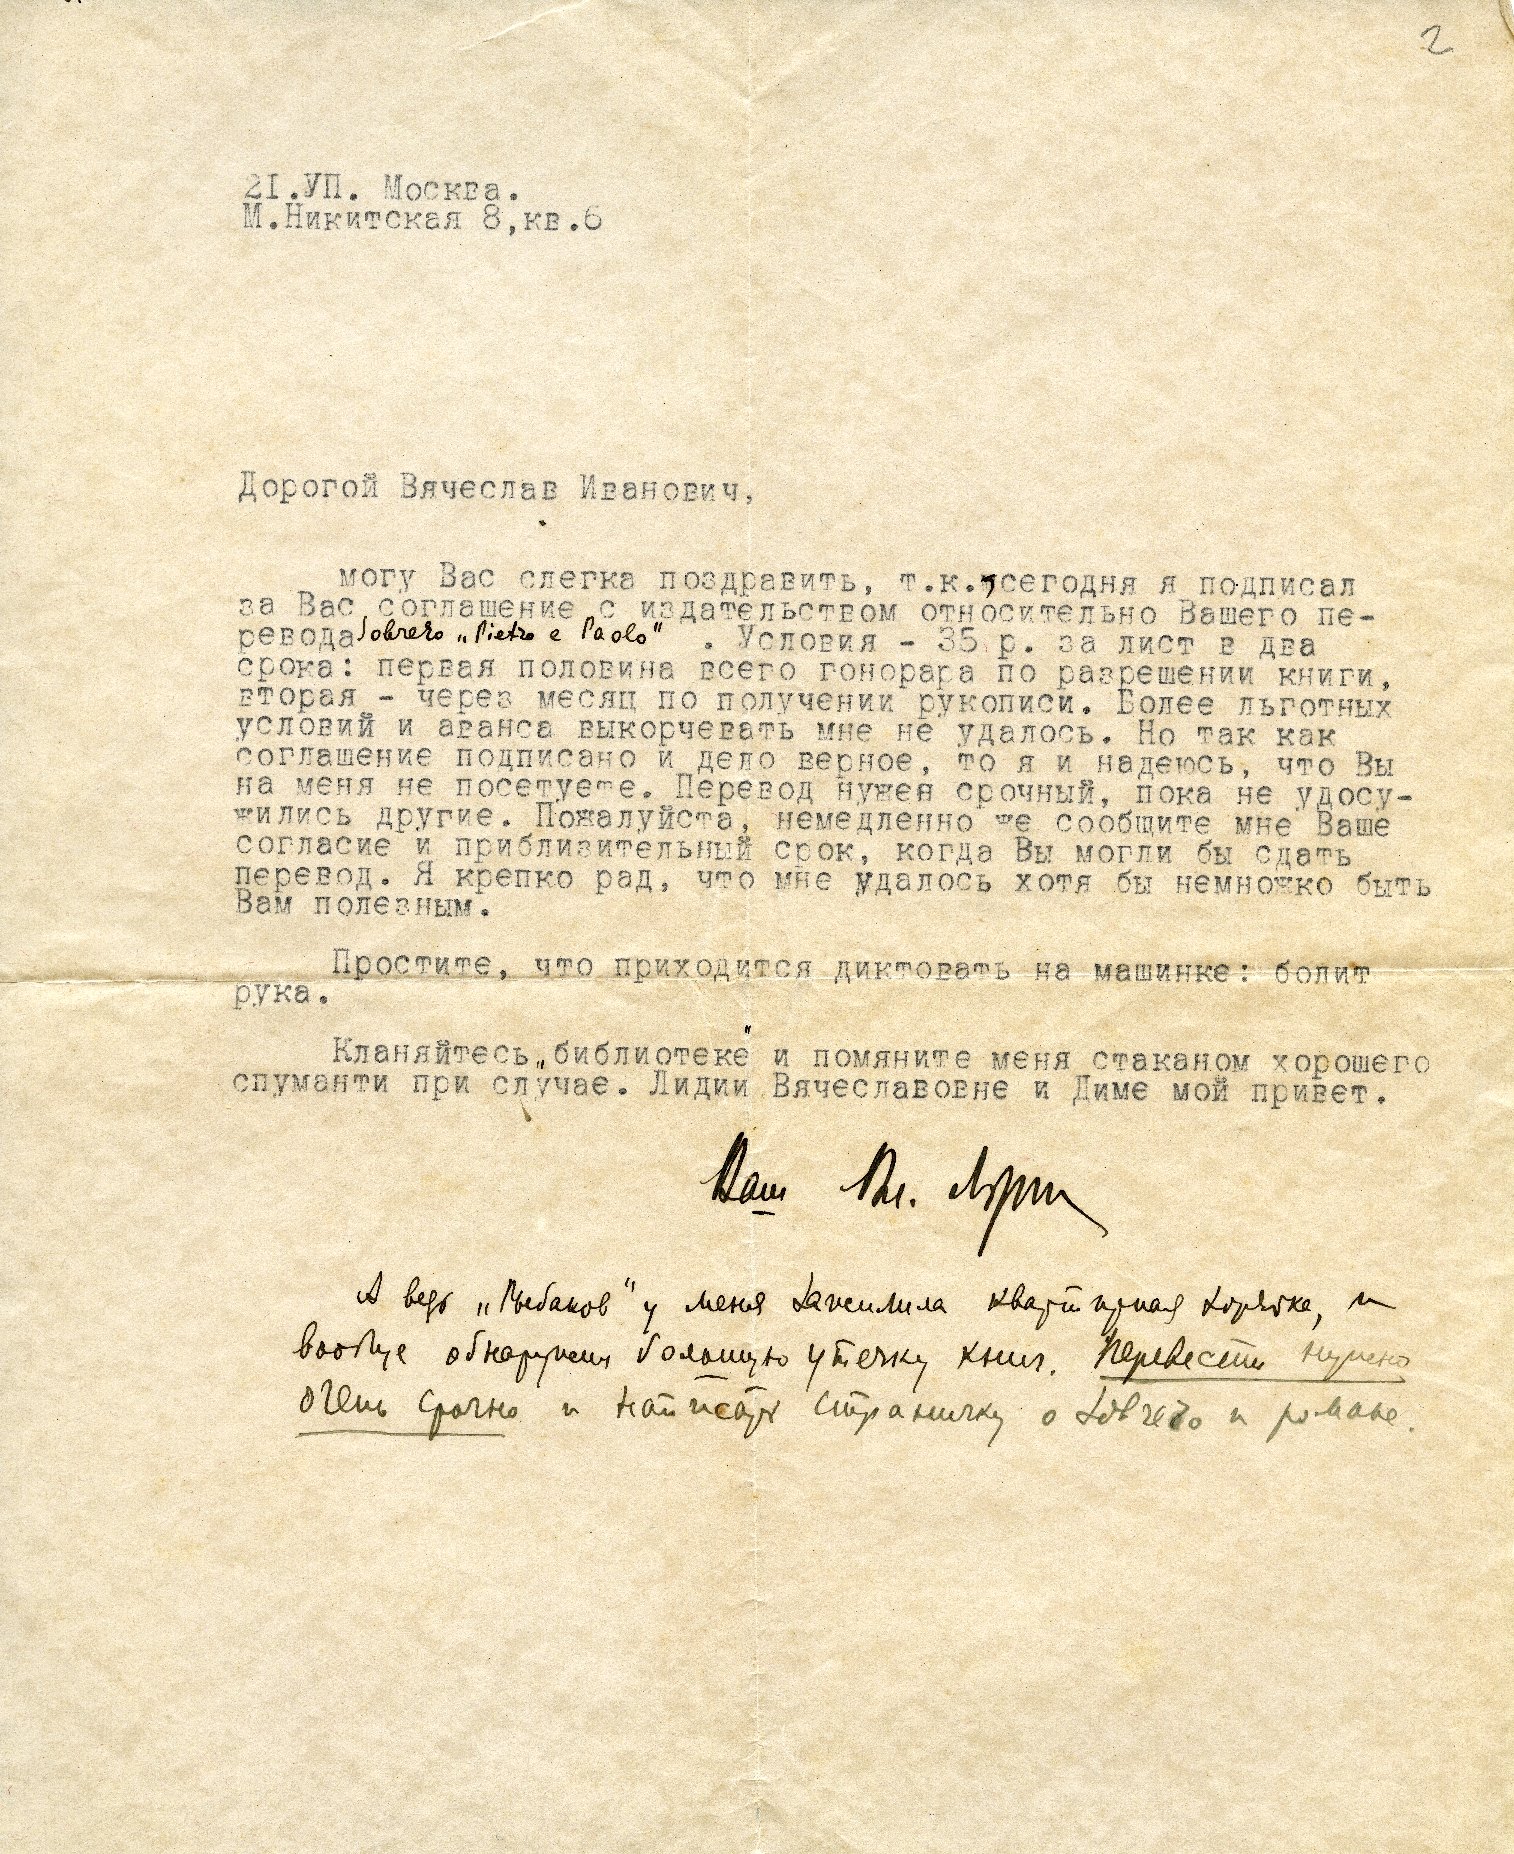 2
21.УП. Москва.
М.Никитская 8,кв.6
Дорогой Вячеслав Иванович,
могу Вас слегка поздравить, т.к., сегодня я подписал
за Вас соглашение с издательством относительно Вашего пе-
ревода Sobrero „Pietro e Paolo" . Условия - 35 р. за лист в два
срока: первая половина всего гонорара по разрешении книги,
вторая - через месяц по получении рукописи. Более льготных
условий и аванса выкорчевать мне не удалось. Но так как
соглашение подписано и дело верное, то я и надеюсь, что Вы
на меня не посетуете. Перевод нужен срочный, пока не удосу-
жились другие. Пожалуйста, немедленно же сообщите мне Ваше
согласие и приблизительный срок, когда Вы могли бы сдать
перевод. Я крепко рад, что мне удалось хотя бы немножко быть
Вам полезным.
Простите, что приходится диктовать на машинке: болит
рука.
Кланяйтесь „библиотеке" и помяните меня стаканом хорошего
спуманти при случае. Лидии Вячеславовне и Диме мой привет.
Ваш Вл.
А ведь „Рыбаков" у меня зажилила квартирная хозяйка, и
вообще обнаружил большую утечку книг. Перевести нужно
очень срочно и написать страничку о и романе.